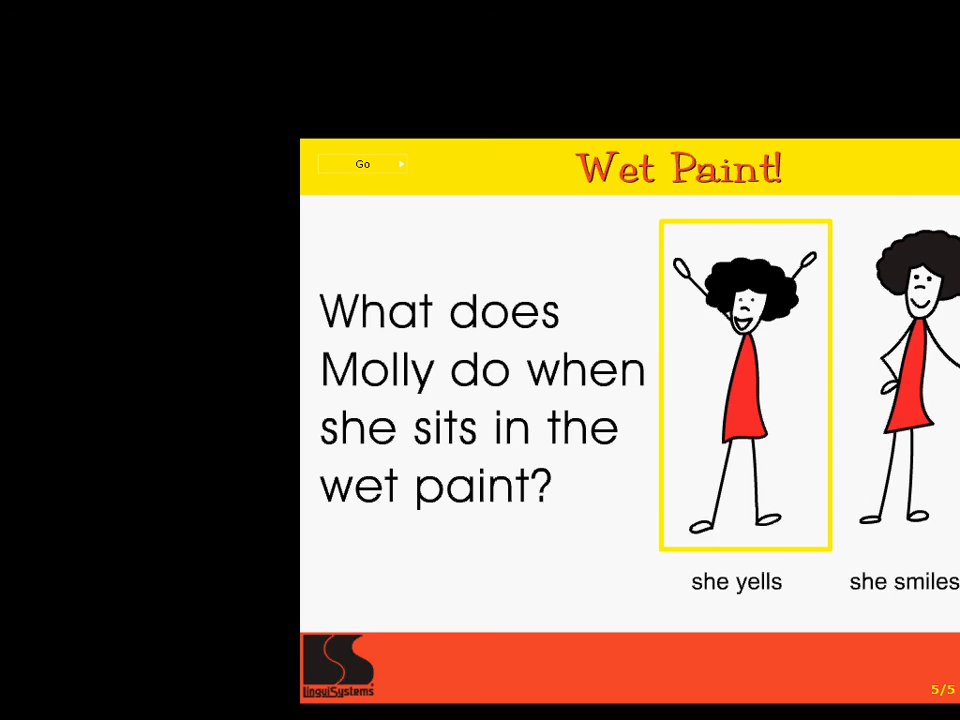 Go
Wet Paint!
What does
Molly do when
she sits in the
wet paint?
she yells
she smiles
LinguiSystems
5/5